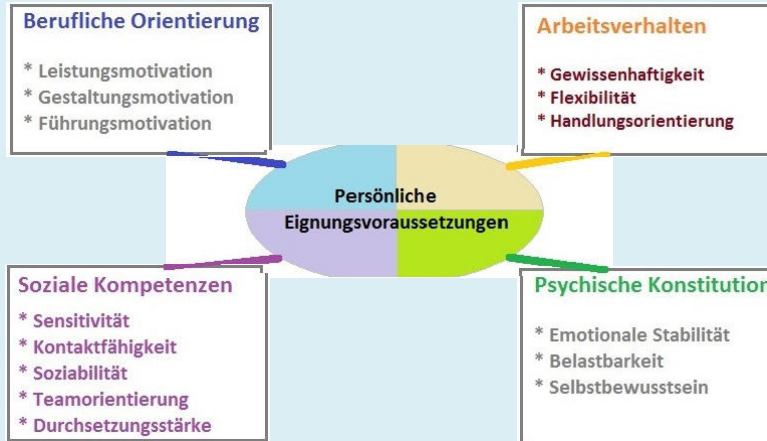 Berufliche Orientierung
* Leistungsmotivation
* Gestaltungsmotivation
* Führungsmotivation
Arbeitsverhalten
* Gewissenhaftigkeit
* Flexibilität
* Handlungsorientierung
Persönliche
Eignungsvoraussetzungen
Soziale Kompetenzen
* Sensitivität
* Kontaktfähigkeit
* Soziabilität
* Teamorientierung
* Durchsetzungsstärke
Psychische Konstitution
* Emotionale Stabilität
* Belastbarkeit
* Selbstbewusstsein